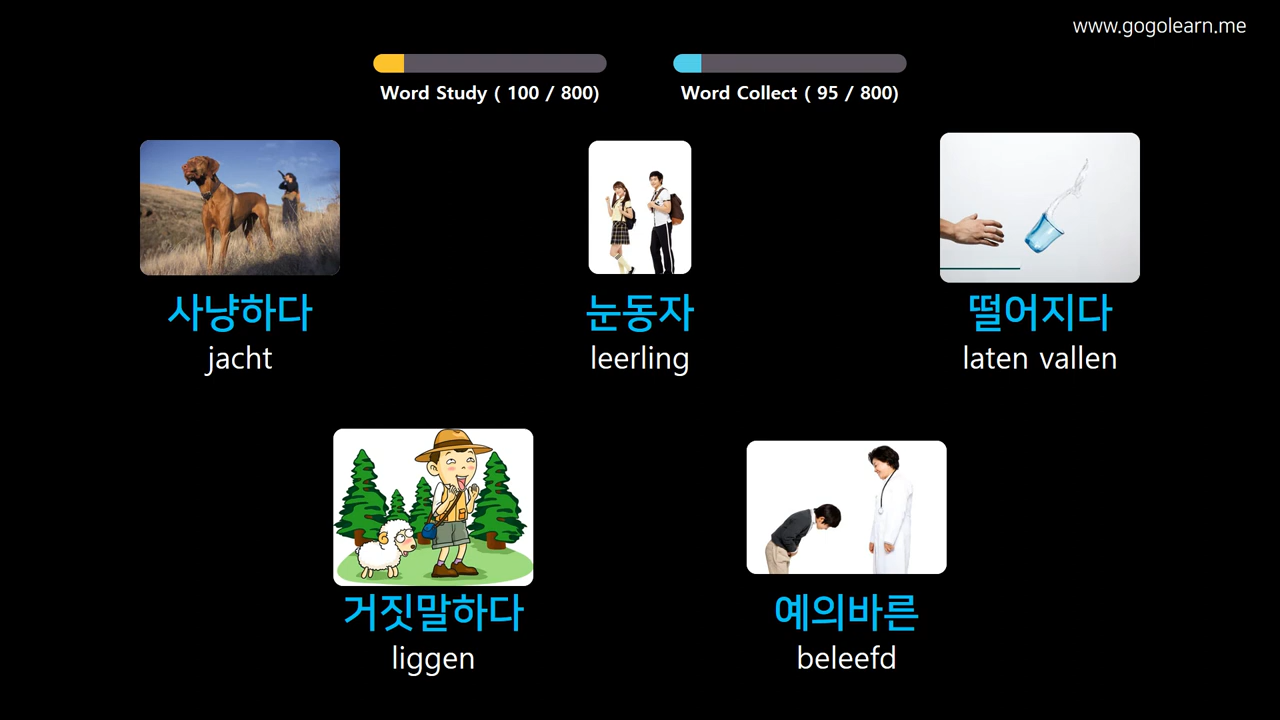 www.gogolearn.me
Word Study ( 100 / 800)
Word Collect ( 95 / 800)
사냥하다
jacht
눈동자
leerling
떨어지다
laten vallen
거짓말하다
liggen
예의바른
beleefd